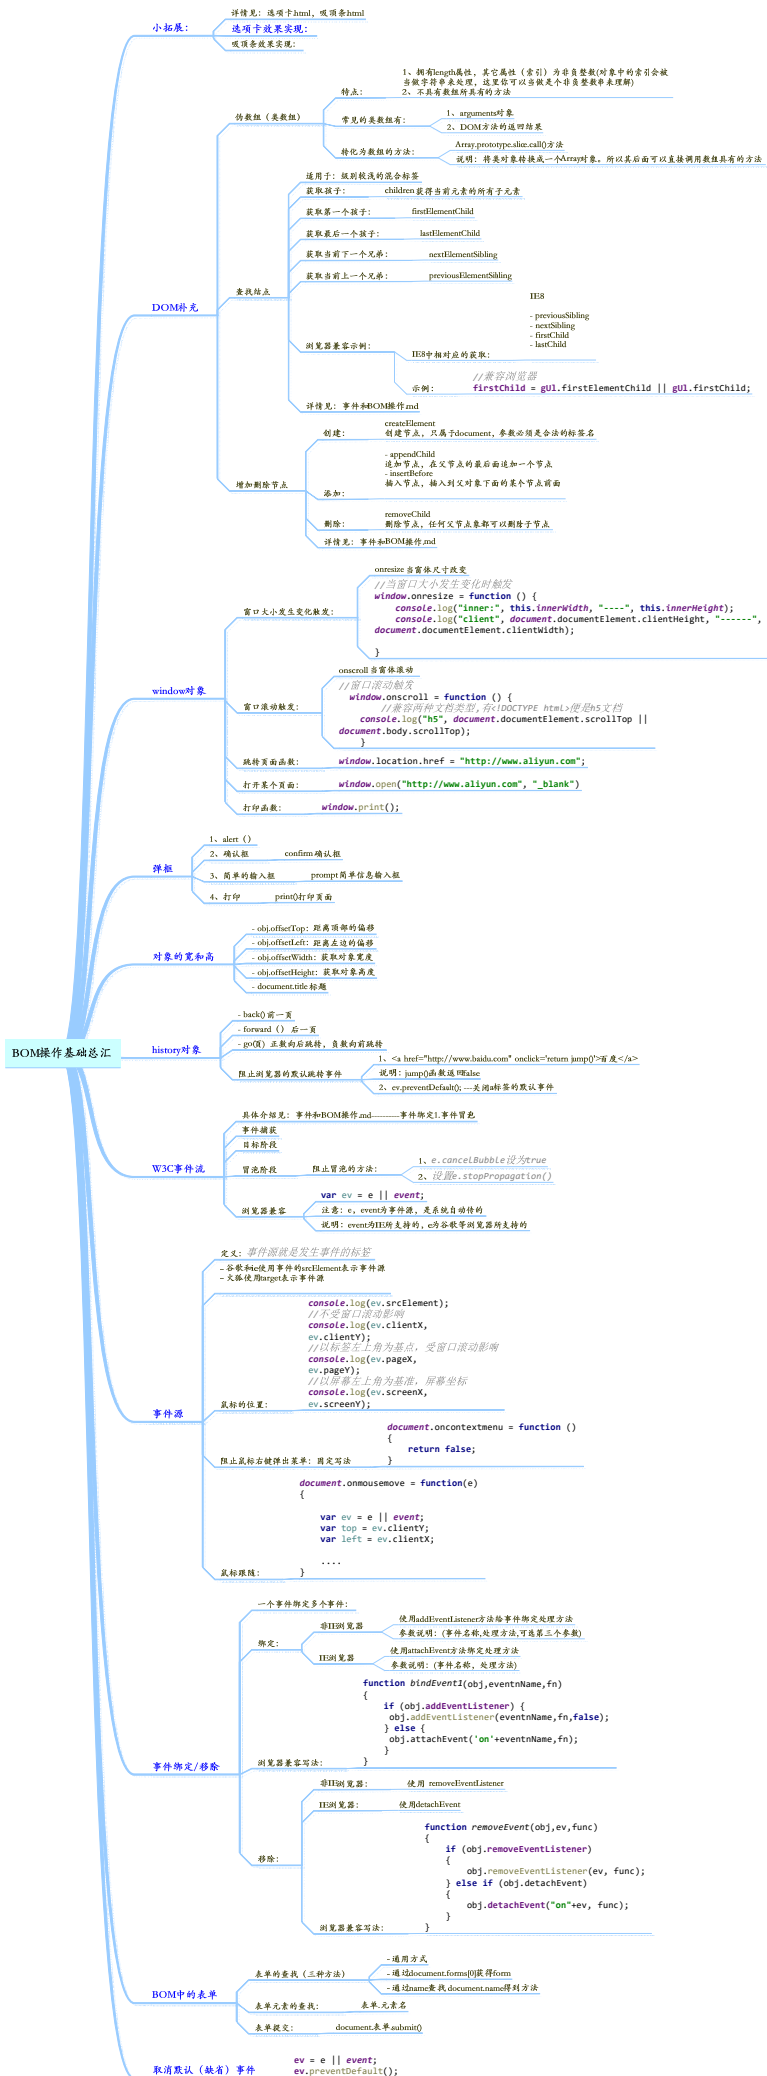 小拓展：
详情见：选项卡.html，吸顶条.html
选项卡效果实现：
吸顶条效果实现：
DOM补充
伪数组（类数组）
特点：
1、拥有length属性，其它属性（索引）为非负整数(对象中的索引会被
当做字符串来处理，这里你可以当做是个非负整数串来理解)
2、不具有数组所具有的方法
常见的类数组有：
1、arguments对象
2、DOM方法的返回结果
转化为数组的方法：
Array.prototype.slice.call()方法
说明：将类对象转换成一个Array对象。所以其后面可以直接调用数组具有的方法
查找结点
适用于：级别较浅的混合标签
获取孩子：
children 获得当前元素的所有子元素
获取第一个孩子：
firstElementChild
获取最后一个孩子：
lastElementChild
获取当前下一个兄弟：
nextElementSibling
获取当前上一个兄弟：
previousElementSibling
浏览器兼容示例：
IE8中相对应的获取：
IE8
- previousSibling
- nextSibling
- firstChild
- lastChild
示例：
//兼容浏览器
firstChild = gUl.firstElementChild || gUl.firstChild;
详情见：事件和BOM操作.md
增加删除节点
创建：
createElement
创建节点，只属于document，参数必须是合法的标签名
添加：
- appendChild
追加节点，在父节点的最后面追加一个节点
- insertBefore
插入节点，插入到父对象下面的某个节点前面
删除：
removeChild
删除节点，任何父节点象都可以删除子节点
详情见：事件和BOM操作.md
window对象
窗口大小发生变化触发：
onresize 当窗体尺寸改变
//当窗口大小发生变化时触发
window.onresize = function () {
console.log("inner:", this.innerWidth, "----", this.innerHeight);
console.log("client", document.documentElement.clientHeight, "------",
document.documentElement.clientWidth);
}
窗口滚动触发：
onscroll 当窗体滚动
//窗口滚动触发
window.onscroll = function () {
//兼容两种文档类型,有<!DOCTYPE html>便是h5文档
console.log("h5", document.documentElement.scrollTop ||
document.body.scrollTop);
}
跳转页面函数：
window.location.href = "http://www.aliyun.com";
打开某个页面：
window.open("http://www.aliyun.com", "_blank")
打印函数：
window.print();
弹框
1、alert（）
2、确认框
confirm 确认框
3、简单的输入框
prompt 简单信息输入框
4、打印
print()打印页面
对象的宽和高
- obj.offsetTop：距离顶部的偏移
- obj.offsetLeft：距离左边的偏移
- obj.offsetWidth：获取对象宽度
- obj.offsetHeight：获取对象高度
- document.title 标题
BOM操作基础总汇
history对象
- back() 前一页
- forward（） 后一页
- go(页) 正数向后跳转，负数向前跳转
阻止浏览器的默认跳转事件
1、<a href="http://www.baidu.com" onclick='return jump()'>百度</a>
说明：jump()函数返回false
2、ev.preventDefault(); ---关闭a标签的默认事件
W3C事件流
具体介绍见：事件和BOM操作.md----------事件绑定1.事件冒泡
事件捕获
目标阶段
冒泡阶段
阻止冒泡的方法：
1、e.cancelBubble设为true
2、设置e.stopPropagation()
浏览器兼容
var ev = e || event;
注意：e，event为事件源，是系统自动传的
说明：event为IE所支持的，e为谷歌等浏览器所支持的
事件源
定义：事件源就是发生事件的标签
- 谷歌和ie使用事件的srcElement表示事件源
- 火狐使用target表示事件源
鼠标的位置：
console.log(ev.srcElement);
//不受窗口滚动影响
console.log(ev.clientX,
ev.clientY);
//以标签左上角为基点，受窗口滚动影响
console.log(ev.pageX,
ev.pageY);
//以屏幕左上角为基准，屏幕坐标
console.log(ev.screenX,
ev.screenY);
阻止鼠标右键弹出菜单：固定写法
document.oncontextmenu = function ()
{
return false;
}
鼠标跟随：
document.onmousemove = function(e)
{
var ev = e || event;
var top = ev.clientY;
var left = ev.clientX;
....
}
事件绑定/移除
一个事件绑定多个事件：
绑定：
非IE浏览器
使用addEventListener方法给事件绑定处理方法
参数说明：(事件名称,处理方法,可选第三个参数)
IE浏览器
使用attachEvent方法绑定处理方法
参数说明：(事件名称，处理方法)
浏览器兼容写法：
function bindEvent1(obj,eventnName,fn)
{
if (obj.addEventListener) {
obj.addEventListener(eventnName,fn,false);
} else {
obj.attachEvent('on'+eventnName,fn);
}
}
移除：
非IE浏览器：
使用 removeEventListener
IE浏览器：
使用detachEvent
浏览器兼容写法：
function removeEvent(obj,ev,func)
{
if (obj.removeEventListener)
{
obj.removeEventListener(ev, func);
} else if (obj.detachEvent)
{
obj.detachEvent("on"+ev, func);
}
}
BOM中的表单
表单的查找（三种方法）
- 通用方式
- 通过document.forms[0]获得form
- 通过name查找 document.name得到方法
表单元素的查找：
表单.元素名
表单提交：
document.表单.submit()
取消默认（缺省）事件
ev = e || event;
ev.preventDefault();